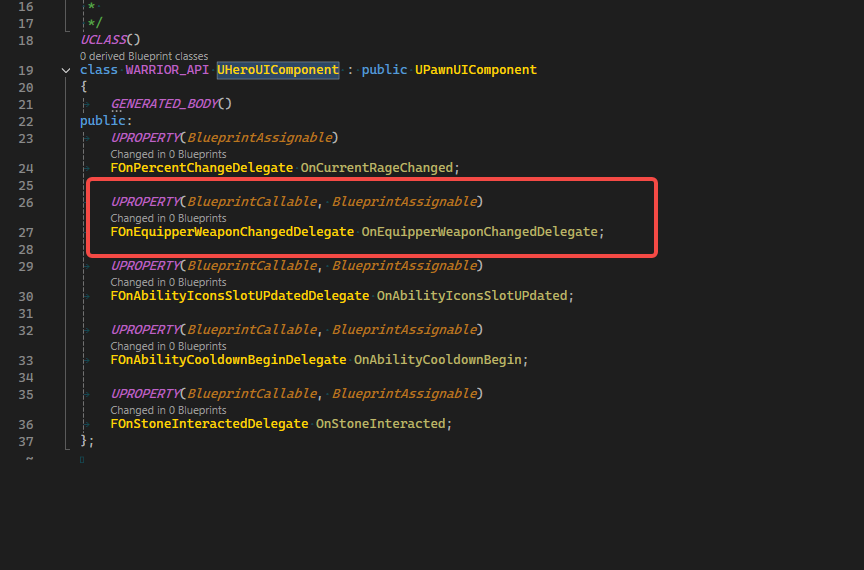 16 *
17 */
18 UCLASS()
0 derived Blueprint classes
19 class WARRIOR_API UHeroUIComponent : public UPawnUIComponent
20 {
21 GENERATED_BODY()
22 public:
23 UPROPERTY(BlueprintAssignable)
Changed in 0 Blueprints
24 FOnPercentChangeDelegate OnCurrentRageChanged;
25
26 UPROPERTY(BlueprintCallable, BlueprintAssignable)
Changed in 0 Blueprints
27 FOnEquipperWeaponChangedDelegate OnEquipperWeaponChangedDelegate;
28
29 UPROPERTY(BlueprintCallable, BlueprintAssignable)
Changed in 0 Blueprints
30 FOnAbilityIconsSlotUPdatedDelegate OnAbilityIconsSlotUPdated;
31
32 UPROPERTY(BlueprintCallable, BlueprintAssignable)
Changed in 0 Blueprints
33 FOnAbilityCooldownBeginDelegate OnAbilityCooldownBegin;
34
35 UPROPERTY(BlueprintCallable, BlueprintAssignable)
Changed in 0 Blueprints
36 FOnStoneInteractedDelegate OnStoneInteracted;
37 };
~